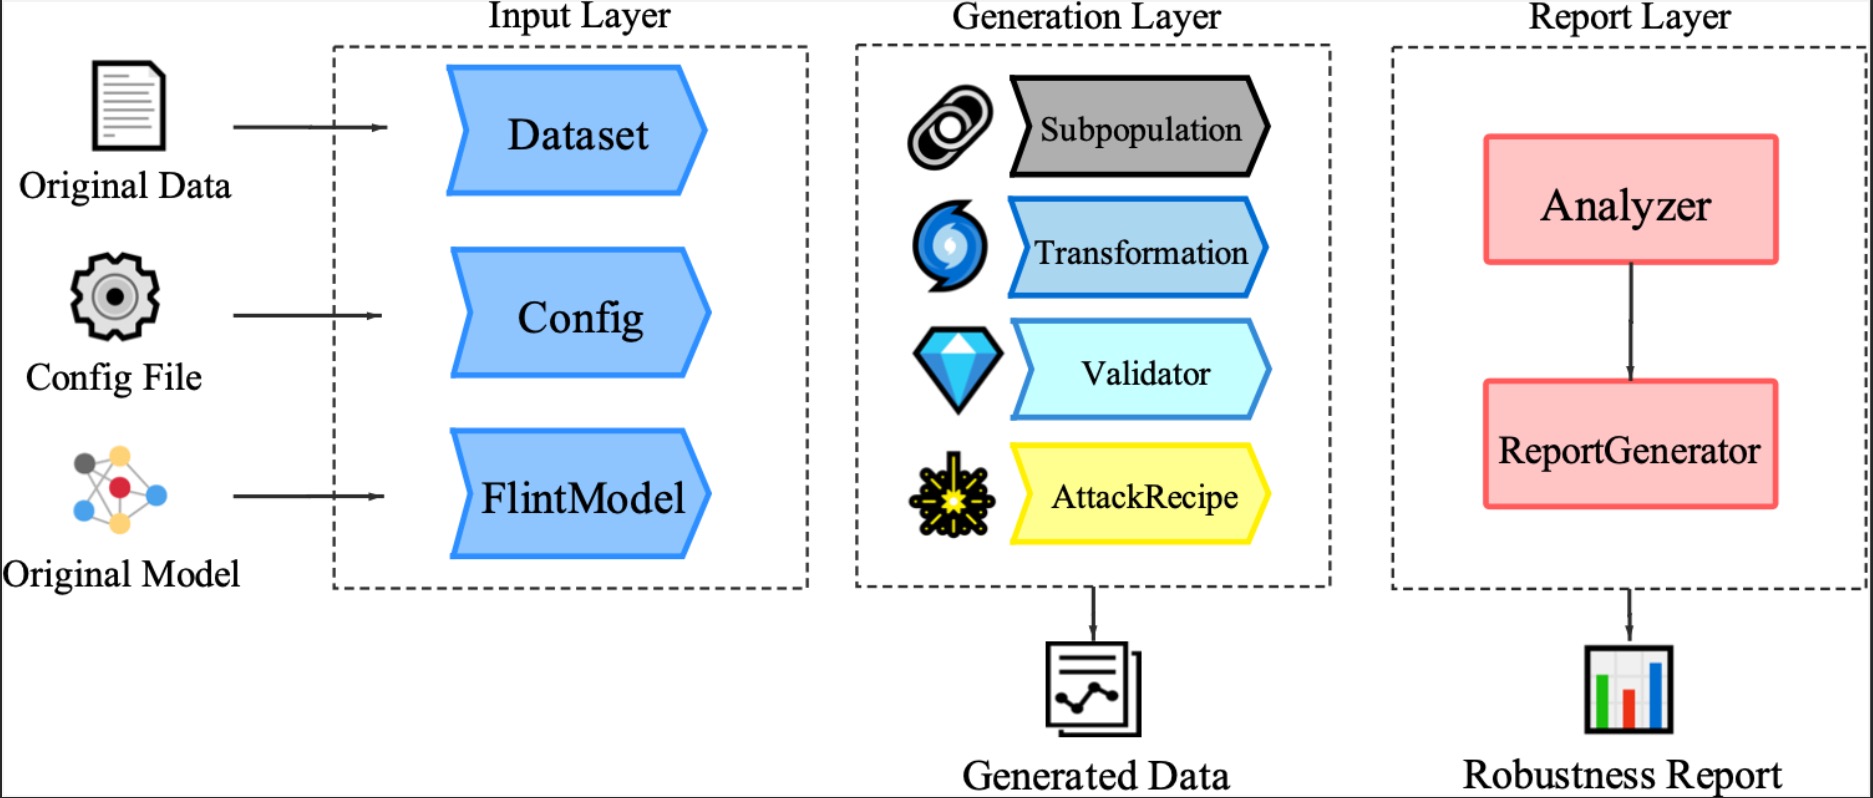 Input Layer
Generation Layer
Report Layer
Original Data
Config File
Original Model
Dataset
Config
FlintModel
Subpopulation
Transformation
Validator
AttackRecipe
Generated Data
Analyzer
ReportGenerator
Robustness Report